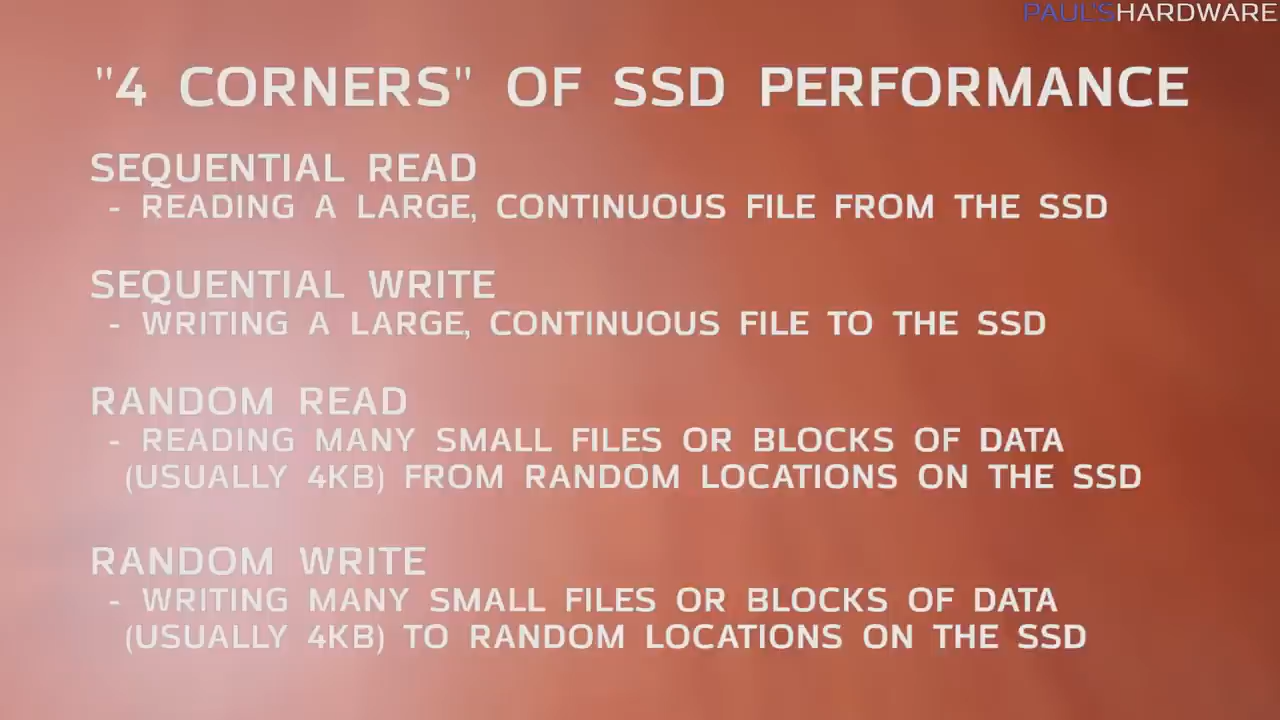 PAUL'SHARDWARE
"4 CORNERS" OF SSD PERFORMANCE
SEQUENTIAL READ
- READING A LARGE, CONTINUOUS FILE FROM THE SSD
SEQUENTIAL WRITE
- WRITING A LARGE, CONTINUOUS FILE TO THE SSD
RANDOM READ
- READING MANY SMALL FILES OR BLOCKS OF DATA
(USUALLY 4KB) FROM RANDOM LOCATIONS ON THE SSD
RANDOM WRITE
- WRITING MANY SMALL FILES OR BLOCKS OF DATA
(USUALLY 4KB) TO RANDOM LOCATIONS ON THE SSD